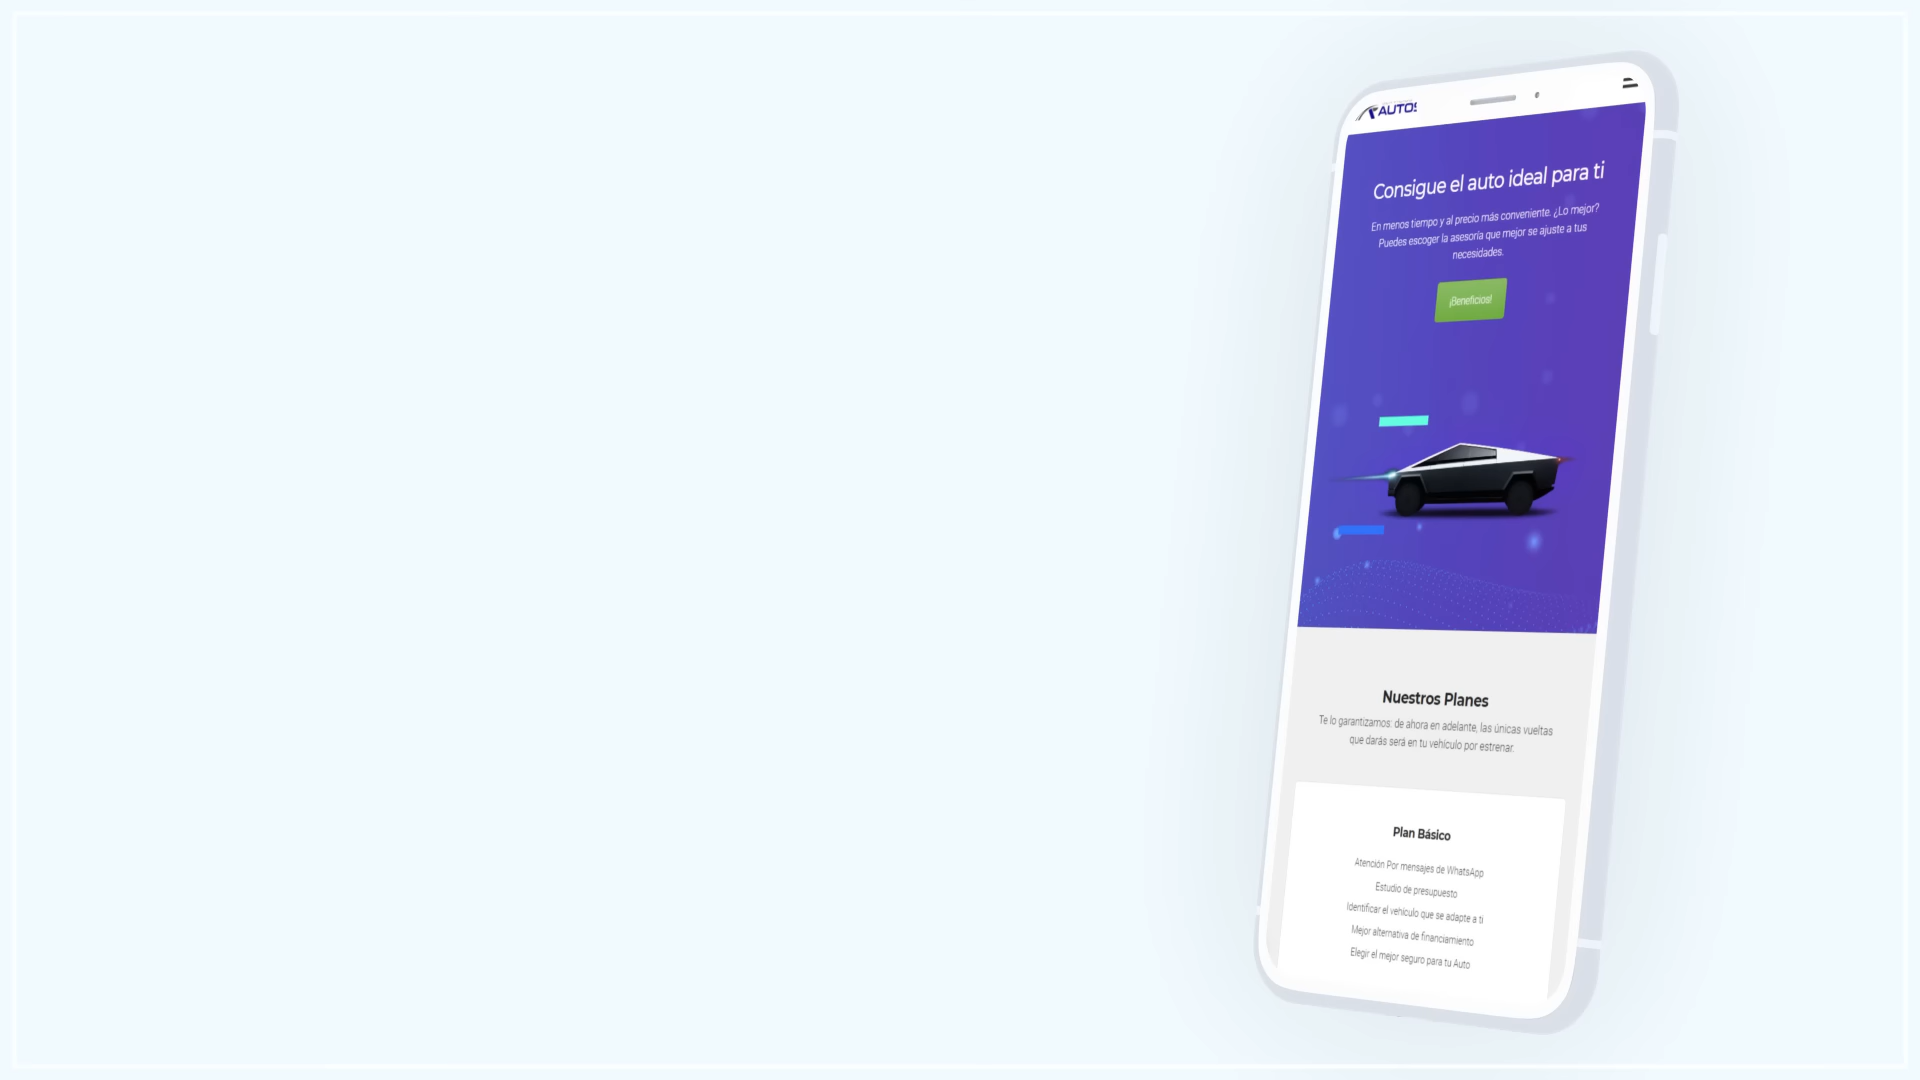 AUTOS
Consigue el auto ideal para ti
En menos tiempo y al precio más conveniente. ¿Lo mejor?
Puedes escoger la asesoría que mejor se ajuste a tus
necesidades.
¡Beneficios!
Nuestros Planes
Te lo garantizamos: de ahora en adelante, las únicas vueltas
que darás será en tu vehículo por estrenar.
Plan Básico
Atención Por mensajes de WhatsApp
Estudio de presupuesto
Identificar el vehículo que se adapte a ti
Mejor alternativa de financiamiento
Elegir el mejor seguro para tu Auto